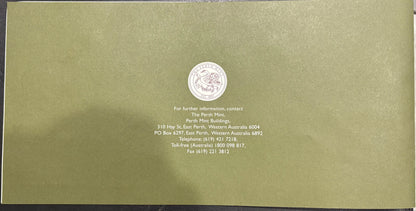 For further information, contact
The Perth Mint,
Perth Mint Buildings,
310 Hay St, East Perth, Western Australia 6004
PO Box 6297, East Perth, Western Australia 6892
Telephone: (619) 421 7218,
Toll-free (Australia) 1800 098 817,
Fax (619) 221 3812